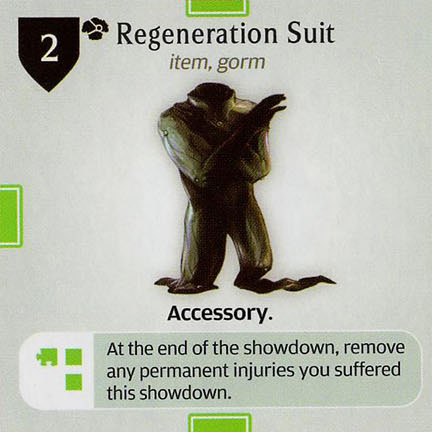 2
Regeneration Suit
item, gorm
Accessory.
At the end of the showdown, remove
any permanent injuries you suffered
this showdown.